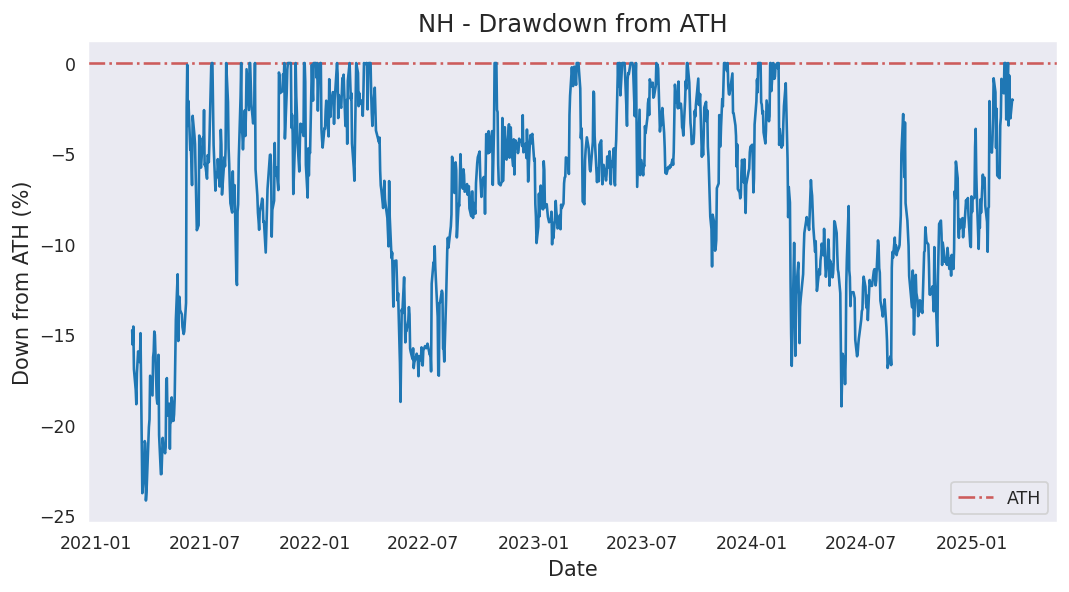 NH - Drawdown from ATH
Down from ATH (%)
0
−5
−10
−15
−20
−25
ATH
2021-01 2021-07 2022-01 2022-07 2023-01 2023-07 2024-01 2024-07 2025-01
Date